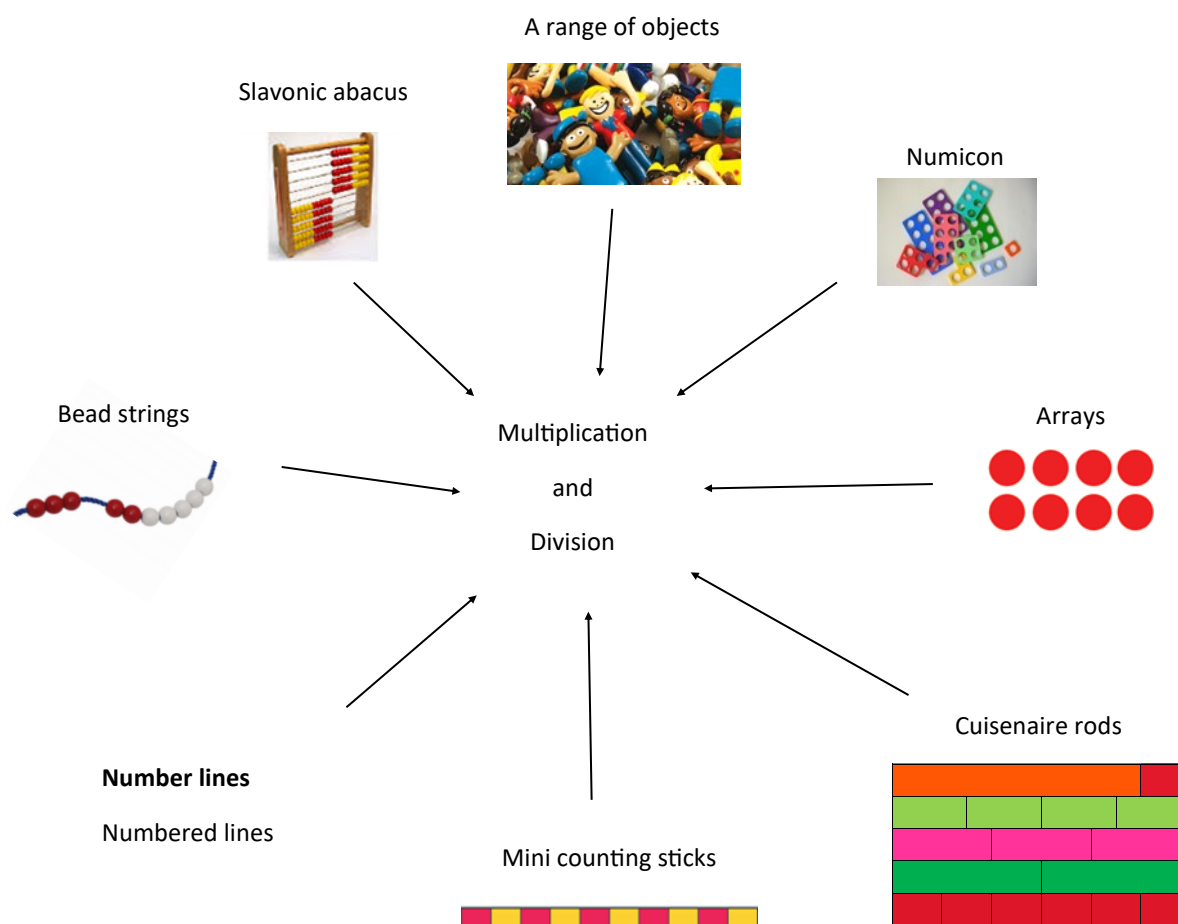 A range of objects
Slavonic abacus
Numicon
Bead strings
Arrays
Multiplication
and
Division
Cuisenaire rods
Number lines
Numbered lines
Mini counting sticks